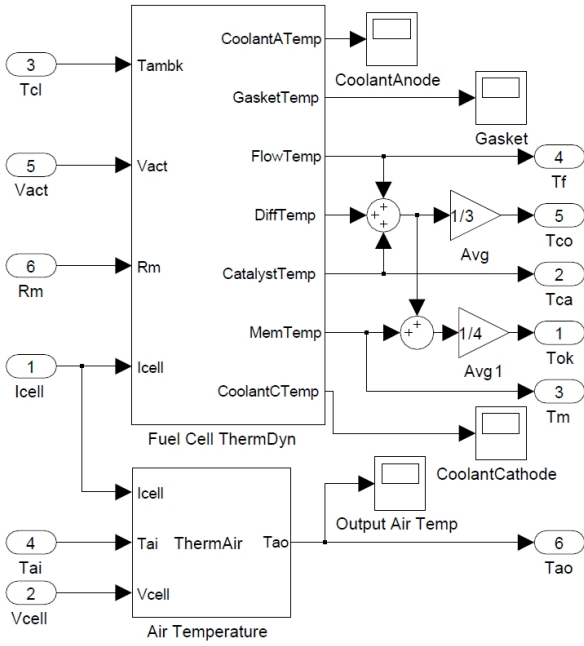 CoolantATemp
3
Tcl
Tambk
CoolantAnode
GasketTemp
Gasket
5
Vact
Vact
FlowTemp
4
Tf
DiffTemp
+
+
+
1/3
Avg
5
Tco
6
Rm
Rm
CatalystTemp
2
Tca
MemTemp
+
+
1/4
Avg1
1
Tok
1
Icell
Icell
CoolantCTemp
3
Tm
Fuel Cell ThermDyn
CoolantCathode
Icell
Output Air Temp
4
Tai
Tai
ThermAir
Tao
6
Tao
2
Vcell
Vcell
Air Temperature